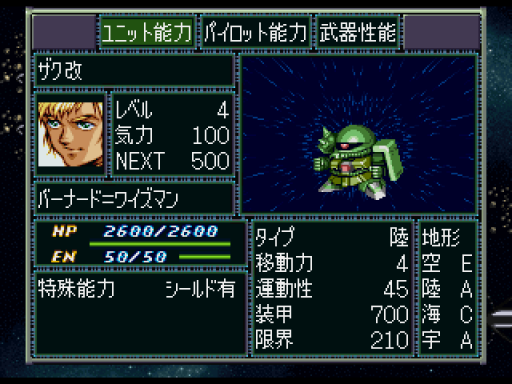 ユニット能力 パイロット能力 武器性能
ザク改
レベル 4
気力 100
NEXT 500
バーナード=ワイズマン
HP 2600/2600
EN 50/50
特殊能力 シールド有
タイプ 陸
移動力 4
運動性 45
装甲 700
限界 210
地形
空 E
陸 A
海 C
宇 A